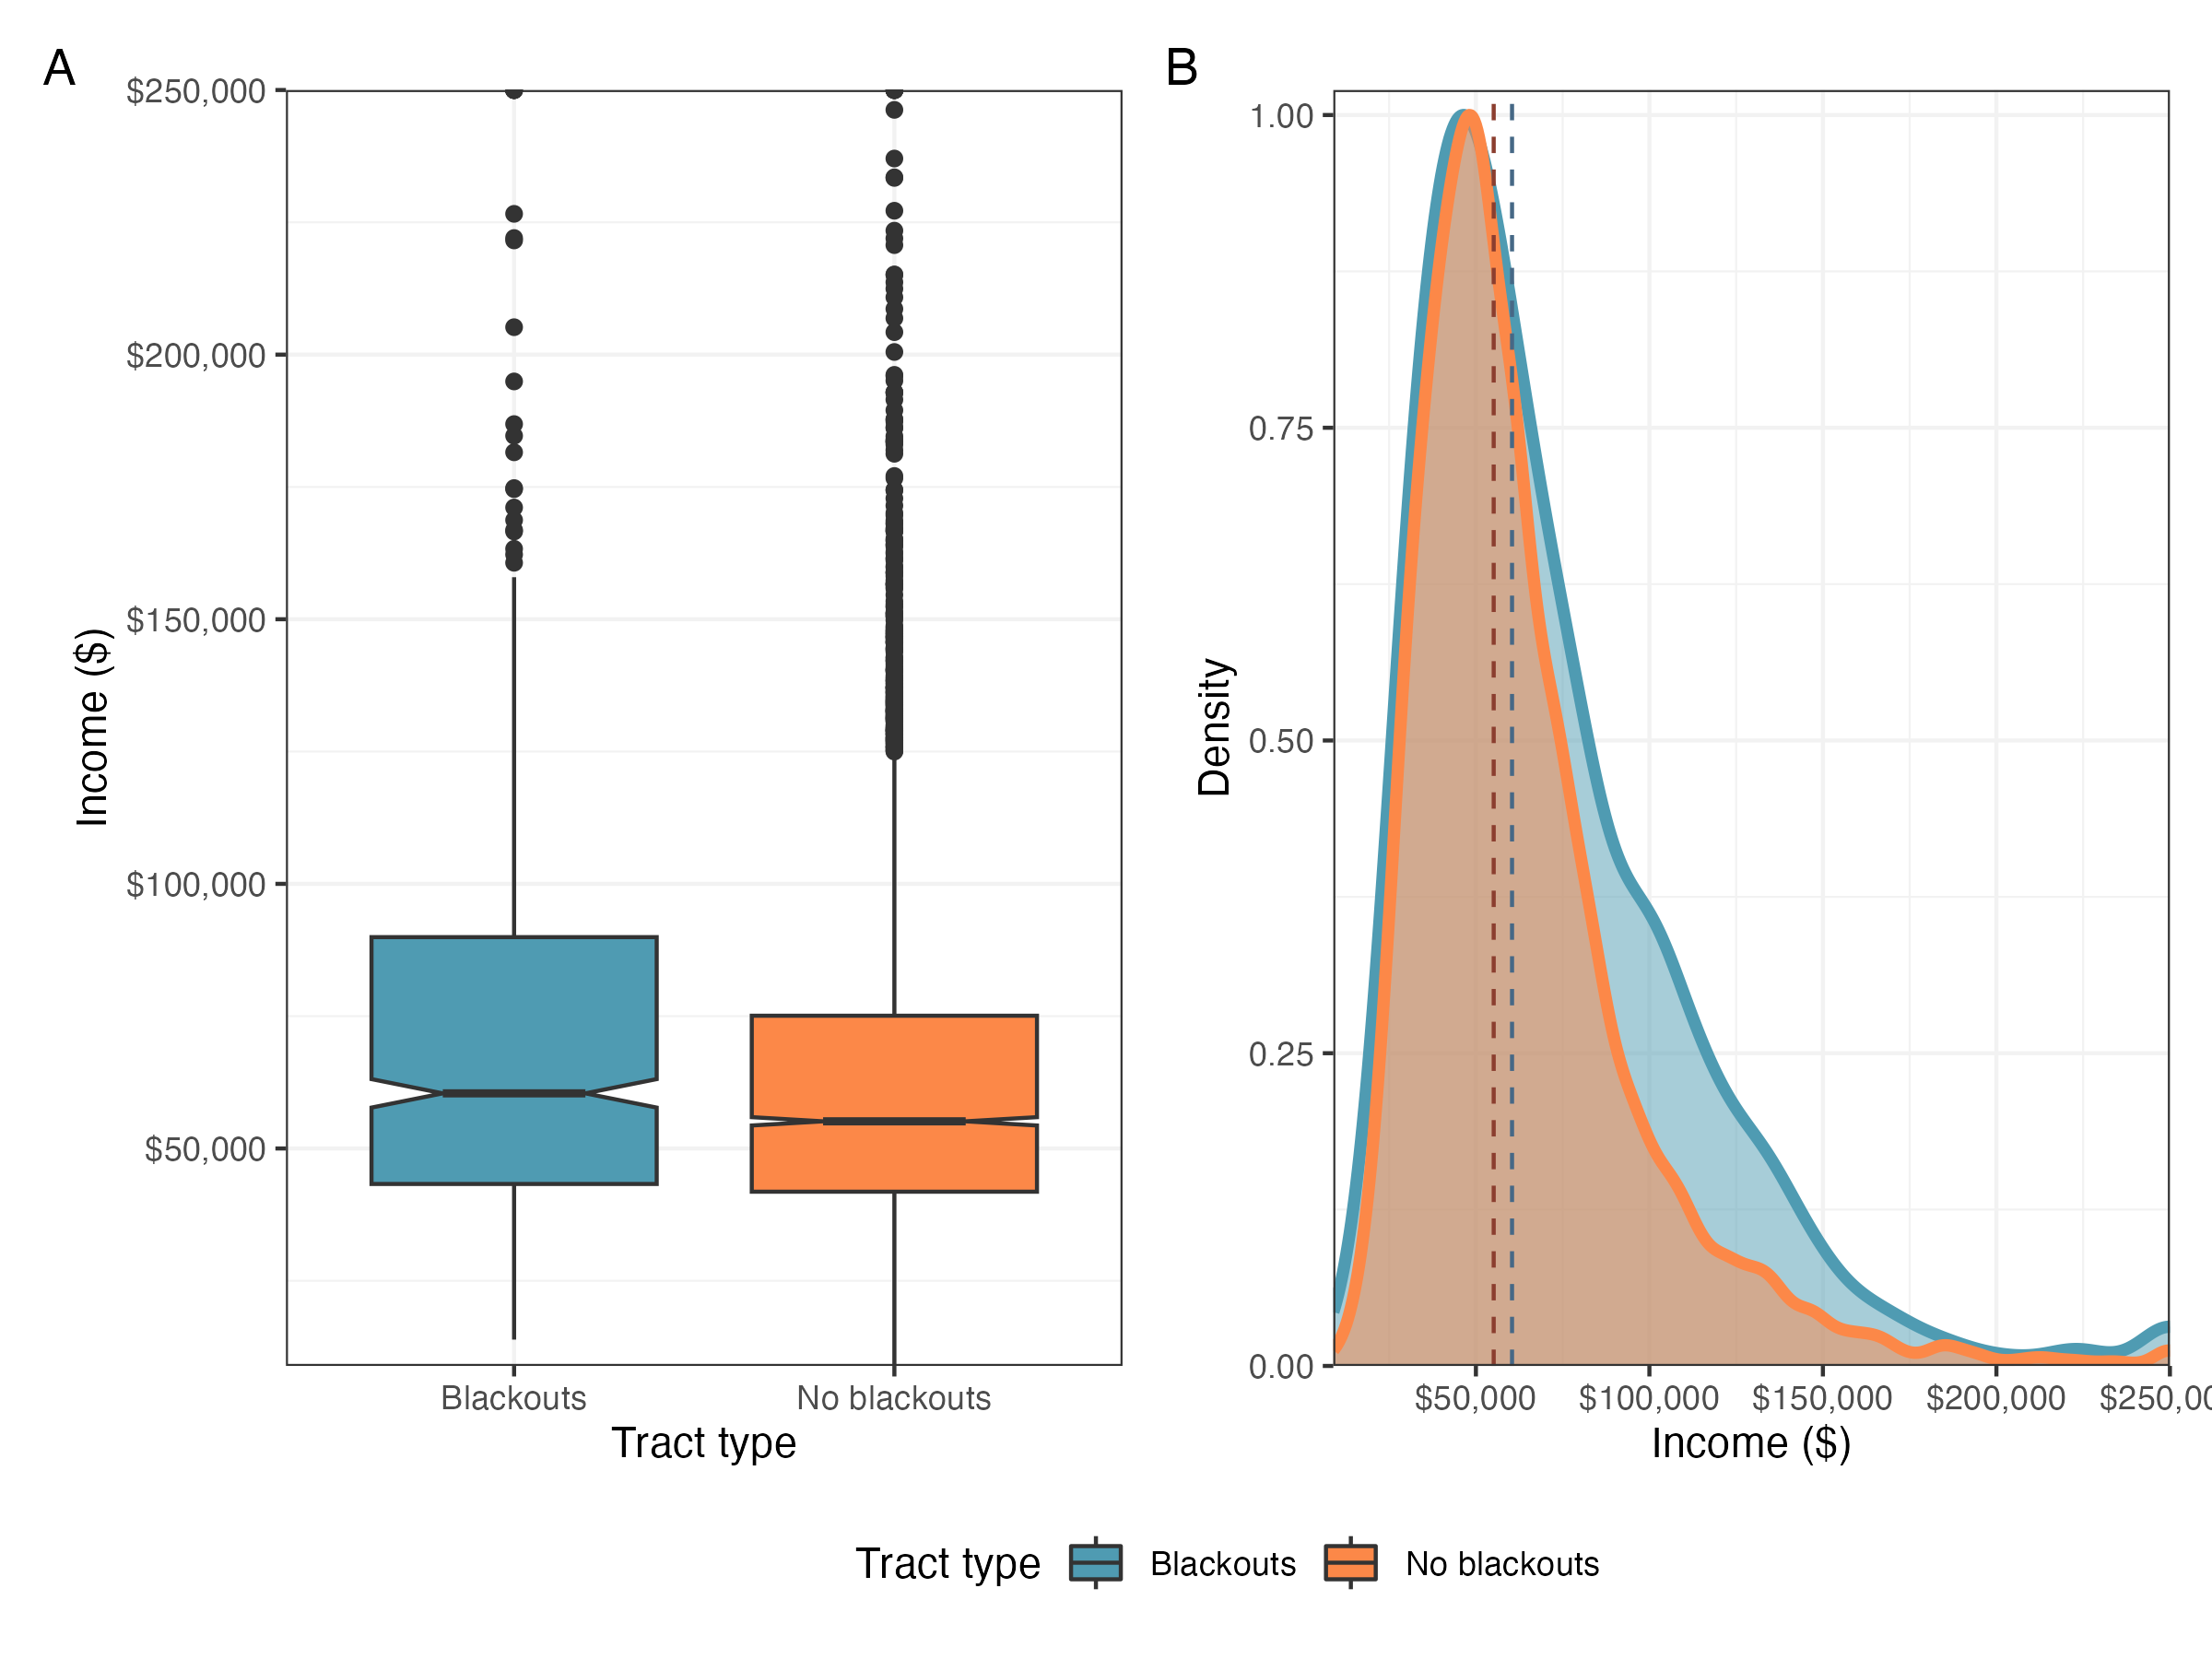 A
B
$250,000
$200,000
$150,000
$100,000
$50,000
Income ($)
Blackouts
No blackouts
Tract type
1.00
0.75
0.50
0.25
0.00
Density
$50,000
$100,000
$150,000
$200,000
$250,0
Income ($)
Tract type
Blackouts
No blackouts